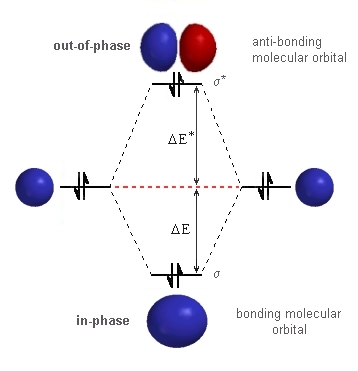 out-of-phase
anti-bonding
molecular orbital
σ*
ΔE*
ΔE
σ
in-phase
bonding molecular
orbital